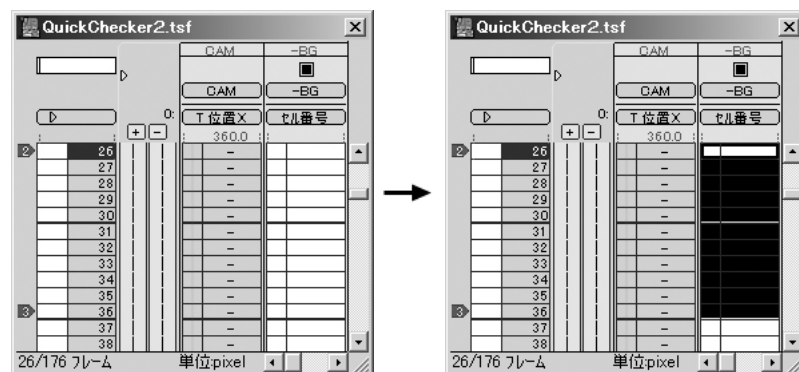 QuickChecker2.tsf
CAM -BG
CAM -BG
0: T位置X セル番号
+ - 360.0
2 26 -
27 -
28 -
29 -
30 -
31 -
32 -
33 -
34 -
35 -
3 36 -
37 -
38 -
26/176 フレーム 単位:pixel
QuickChecker2.tsf
CAM -BG
CAM -BG
0: T位置X セル番号
+ - 360.0
2 26 -
27 -
28 -
29 -
30 -
31 -
32 -
33 -
34 -
35 -
3 36 -
37 -
38 -
26/176 フレーム 単位:pixel